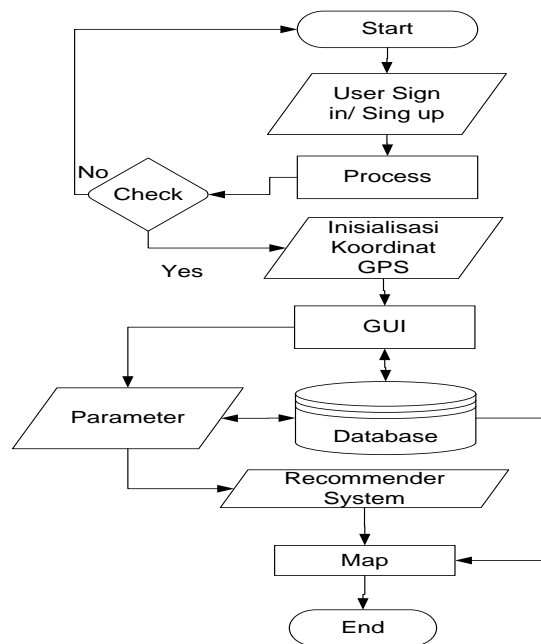 Start
User Sign
in/ Sing up
No
Check
Process
Inisialisasi
Koordinat
GPS
Yes
GUI
Parameter
Database
Recommender
System
Map
End